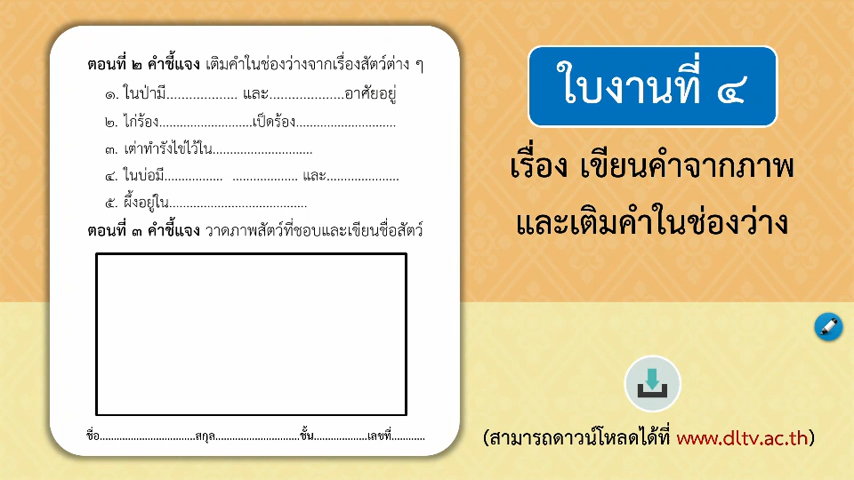 ตอนที่ ๒ คำชี้แจง เติมคำในช่องว่างจากเรื่องสัตว์ต่าง ๆ
๑. ในป่ามี................... และ....................อาศัยอยู่
๒. ไก่ร้อง.........................เป็ดร้อง...........................
๓. เต่าทำรังไข่ไว้ใน...........................
๔. ในบ่อมี................ .................. และ...................
๕. ผึ้งอยู่ใน.....................................
ตอนที่ ๓ คำชี้แจง วาดภาพสัตว์ที่ชอบและเขียนชื่อสัตว์
ชื่อ.................................สกุล.............................ชั้น...................เลขที่............
ใบงานที่ ๔
เรื่อง เขียนคำจากภาพ
และเติมคำในช่องว่าง
(สามารถดาวน์โหลดได้ที่ www.dltv.ac.th)